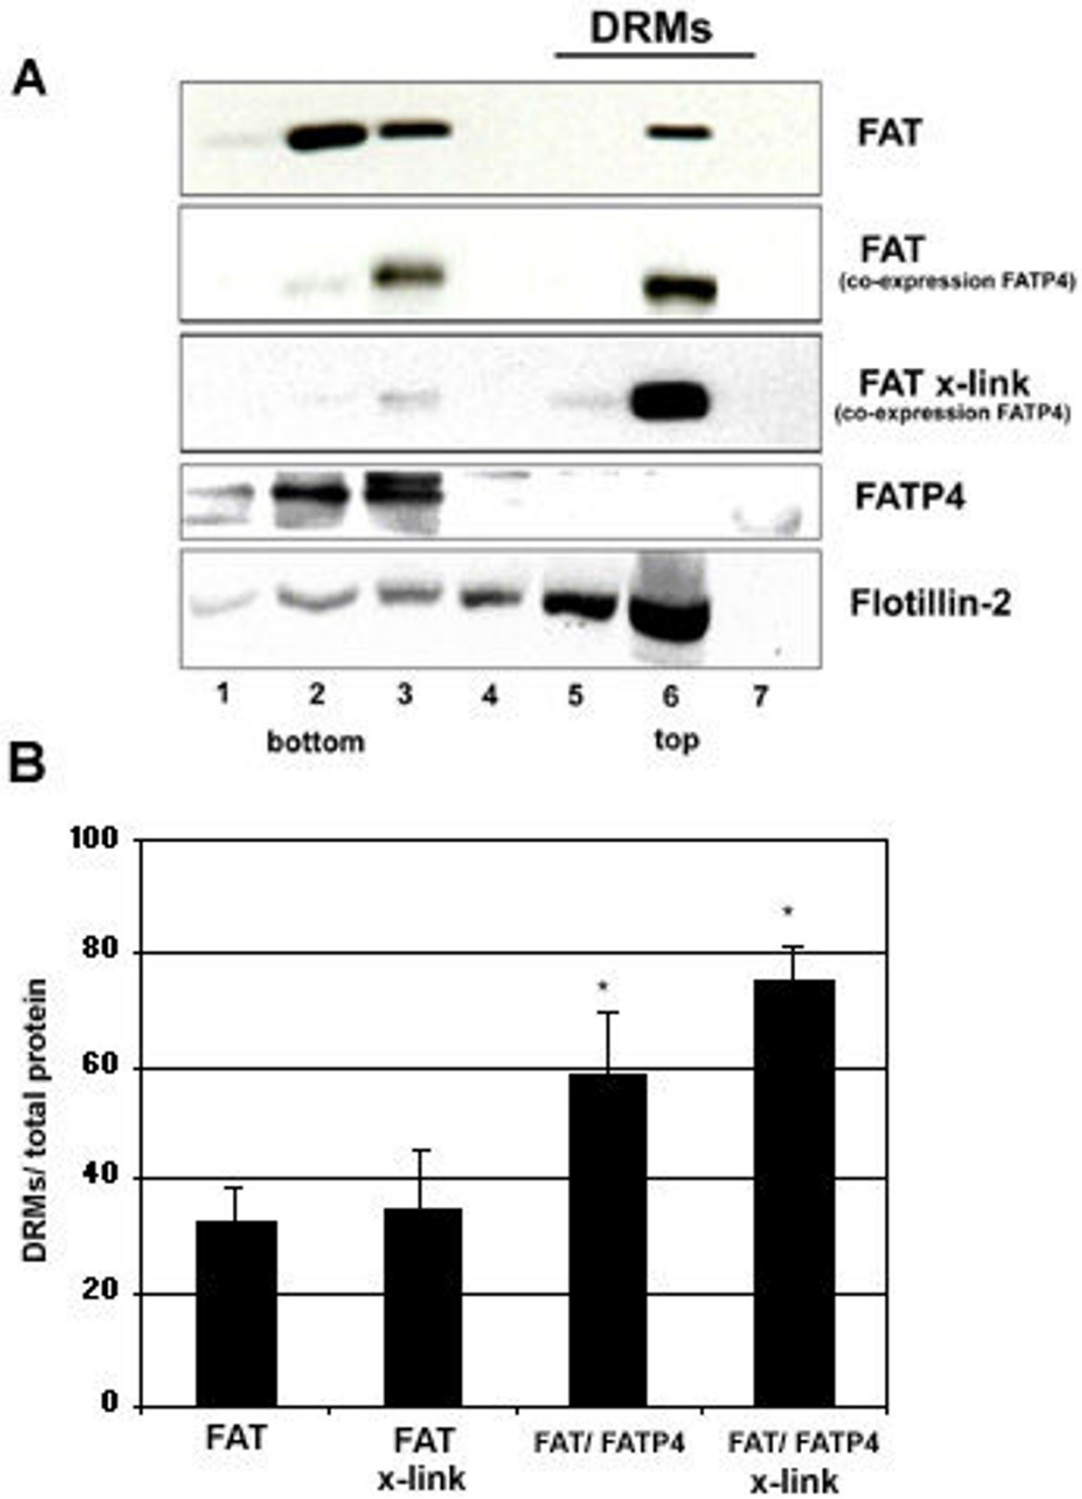 DRMs
A
FAT
FAT
(co-expression FATP4)
FAT x-link
(co-expression FATP4)
FATP4
Flotillin-2
1 2 3 4 5 6 7
bottom top
B
100
80
60
40
20
0
DRMs/ total protein
*
*
FAT FAT FAT/ FATP4 FAT/ FATP4
x-link x-link